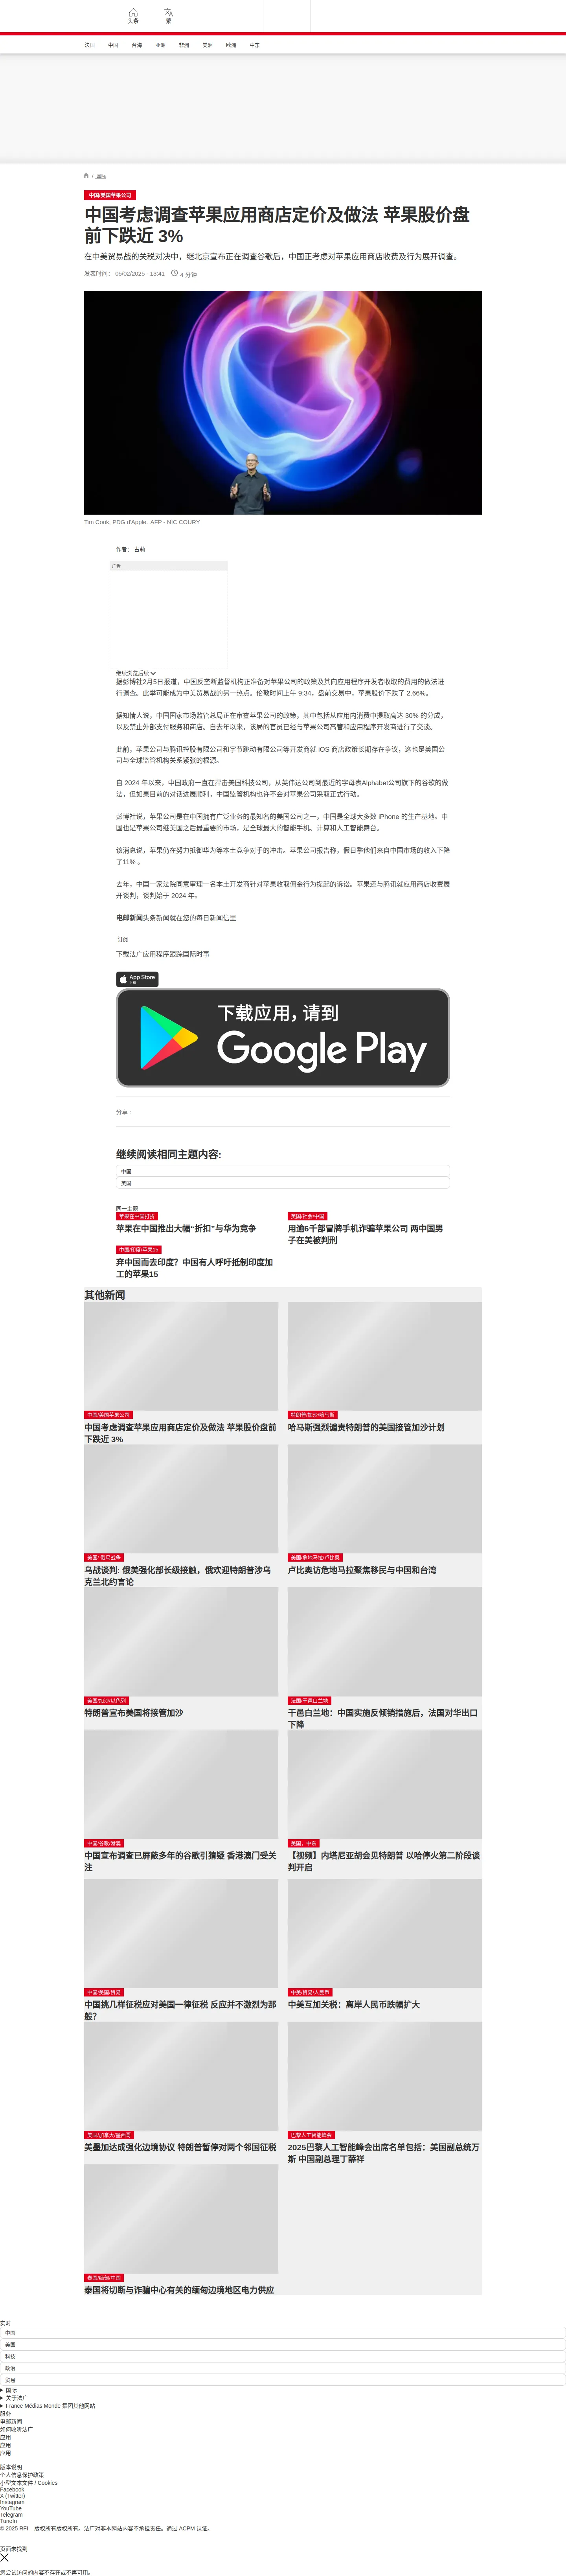 头条
繁
法国
中国
台海
亚洲
非洲
美洲
欧洲
中东
/ 国际
中国/美国苹果公司
中国考虑调查苹果应用商店定价及做法 苹果股价盘
前下跌近 3%
在中美贸易战的关税对决中，继北京宣布正在调查谷歌后，中国正考虑对苹果应用商店收费及行为展开调查。
发表时间： 05/02/2025 - 13:41
4 分钟
Tim Cook, PDG d'Apple. AFP - NIC COURY
作者： 古莉
广告
继续浏览后续
据彭博社2月5日报道，中国反垄断监督机构正准备对苹果公司的政策及其向应用程序开发者收取的费用的做法进
行调查。此举可能成为中美贸易战的另一热点。伦敦时间上午 9:34，盘前交易中，苹果股价下跌了 2.66%。
据知情人说，中国国家市场监管总局正在审查苹果公司的政策，其中包括从应用内消费中提取高达 30% 的分成，
以及禁止外部支付服务和商店。自去年以来，该局的官员已经与苹果公司高管和应用程序开发商进行了交谈。
此前，苹果公司与腾讯控股有限公司和字节跳动有限公司等开发商就 iOS 商店政策长期存在争议，这也是美国公
司与全球监管机构关系紧张的根源。
自 2024 年以来，中国政府一直在抨击美国科技公司，从英伟达公司到最近的字母表Alphabet公司旗下的谷歌的做
法，但如果目前的对话进展顺利，中国监管机构也许不会对苹果公司采取正式行动。
彭博社说，苹果公司是在中国拥有广泛业务的最知名的美国公司之一，中国是全球大多数 iPhone 的生产基地。中
国也是苹果公司继美国之后最重要的市场，是全球最大的智能手机、计算和人工智能舞台。
该消息说，苹果仍在努力抵御华为等本土竞争对手的冲击。苹果公司报告称，假日季他们来自中国市场的收入下降
了11% 。
去年，中国一家法院同意审理一名本土开发商针对苹果收取佣金行为提起的诉讼。苹果还与腾讯就应用商店收费展
开谈判，谈判始于 2024 年。
电邮新闻头条新闻就在您的每日新闻信里
订阅
下载法广应用程序跟踪国际时事
App Store
下载
下载应用，请到
Google Play
分享 :
继续阅读相同主题内容:
中国
美国
同一主题
苹果在中国打折
苹果在中国推出大幅“折扣”与华为竞争
美国/社会/中国
用逾6千部冒牌手机诈骗苹果公司 两中国男
子在美被判刑
中国/印度/苹果15
弃中国而去印度？中国有人呼吁抵制印度加
工的苹果15
其他新闻
中国/美国苹果公司
中国考虑调查苹果应用商店定价及做法 苹果股价盘前
下跌近 3%
特朗普/加沙/哈马斯
哈马斯强烈谴责特朗普的美国接管加沙计划
美国/ 俄乌战争
乌战谈判: 俄美强化部长级接触，俄欢迎特朗普涉乌
克兰北约言论
美国/危地马拉/卢比奥
卢比奥访危地马拉聚焦移民与中国和台湾
美国/加沙/以色列
特朗普宣布美国将接管加沙
法国/干邑白兰地
干邑白兰地：中国实施反倾销措施后，法国对华出口
下降
中国/谷歌/港澳
中国宣布调查已屏蔽多年的谷歌引猜疑 香港澳门受关
注
美国，中东
【视频】内塔尼亚胡会见特朗普 以哈停火第二阶段谈
判开启
中国/美国/贸易
中国挑几样征税应对美国一律征税 反应并不激烈为那
般？
中美/贸易/人民币
中美互加关税：离岸人民币跌幅扩大
美国/加拿大/墨西哥
美墨加达成强化边境协议 特朗普暂停对两个邻国征税
巴黎人工智能峰会
2025巴黎人工智能峰会出席名单包括：美国副总统万
斯 中国副总理丁薛祥
泰国/缅甸/中国
泰国将切断与诈骗中心有关的缅甸边境地区电力供应
实时
中国
美国
科技
政治
贸易
国际
关于法广
France Médias Monde 集团其他网站
服务
电邮新闻
如何收听法广
应用
应用
应用
版本说明
个人信息保护政策
小型文本文件 / Cookies
Facebook
X (Twitter)
Instagram
YouTube
Telegram
TuneIn
© 2025 RFI – 版权所有版权所有。法广对非本网站内容不承担责任。通过 ACPM 认证。
页面未找到
您尝试访问的内容不存在或不再可用。